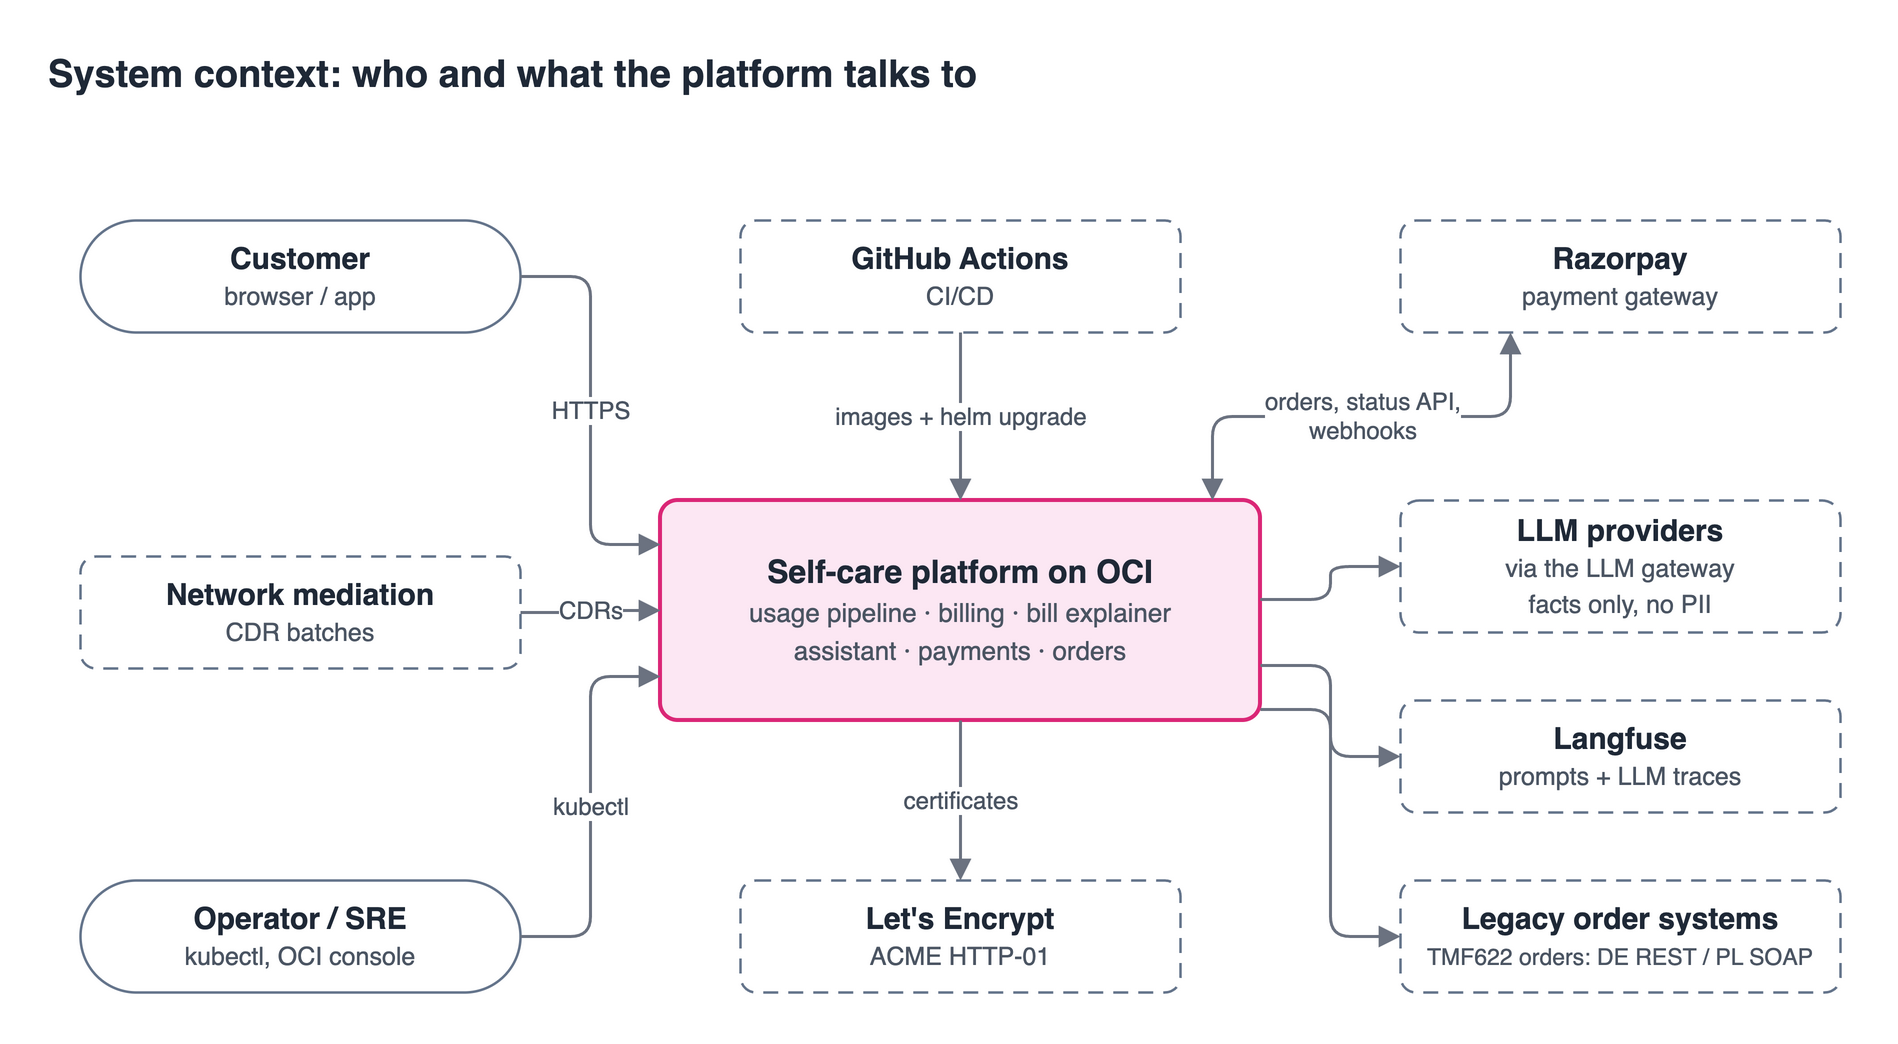 System context: who and what the platform talks to
Customer
browser / app
GitHub Actions
CI/CD
Razorpay
payment gateway
HTTPS
images + helm upgrade
orders, status API,
webhooks
Network mediation
CDR batches
CDRs
Self-care platform on OCI
usage pipeline · billing · bill explainer
assistant · payments · orders
LLM providers
via the LLM gateway
facts only, no PII
Langfuse
prompts + LLM traces
kubectl
certificates
Operator / SRE
kubectl, OCI console
Let's Encrypt
ACME HTTP-01
Legacy order systems
TMF622 orders: DE REST / PL SOAP